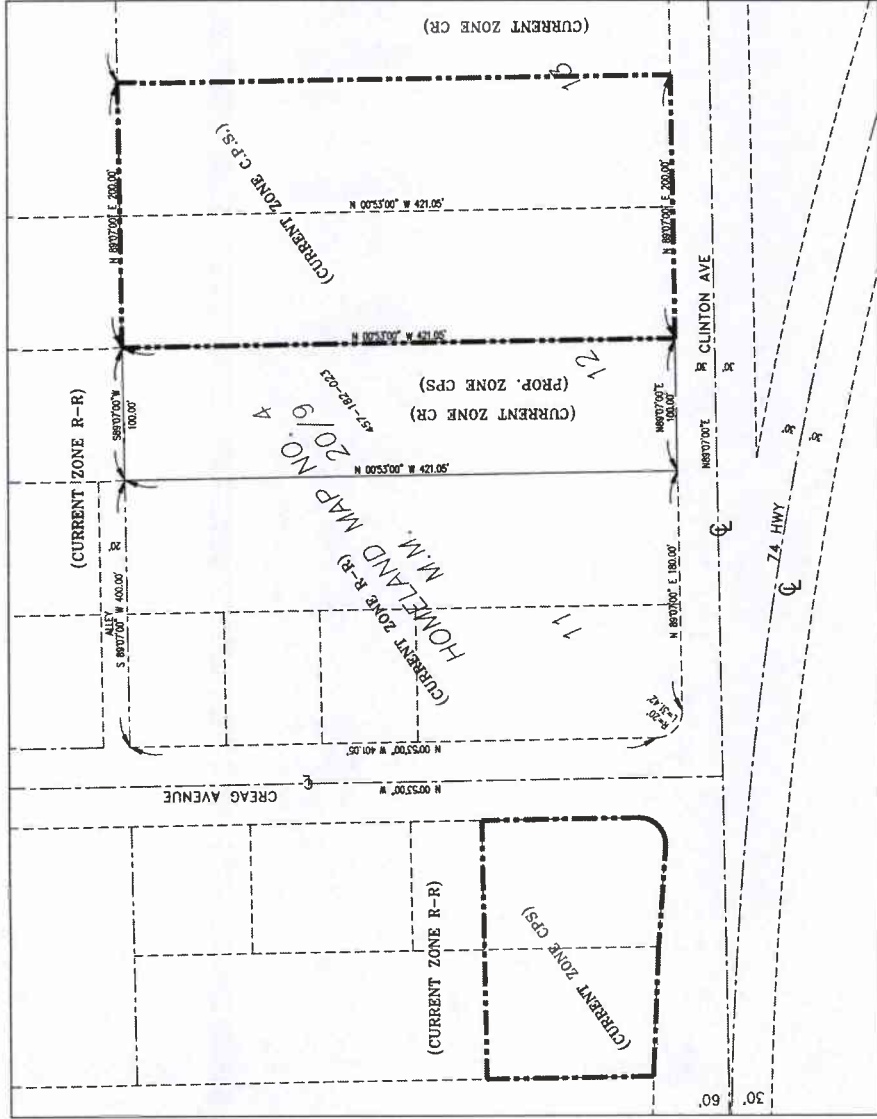 (CURRENT ZONE CR)
N 89°07'00" E 200.00'
(CURRENT ZONE C.P.S.)
N 00°53'00" W 421.05'
N 89°07'00" E 200.00'
N 00°53'00" W 421.05'
(CURRENT ZONE R-R)
S89°07'00"W
100.00'
457-182-023
(CURRENT ZONE CR)
(PROP. ZONE CPS)
12
N89°07'00"E
100.00'
N 00°53'00" W 421.05'
HOMELAND MAP NO. 4
M.M. 20/9
ALLEY
20'
S 89°07'00" W 400.00'
(CURRENT ZONE R-R)
11
N 89°07'00" E 180.00'
R=20'
L=31.42'
N 00°53'00" W 401.05'
N 00°53'00" W
CREAG AVENUE
(CURRENT ZONE R-R)
(CURRENT ZONE CPS)
CLINTON AVE
30'
30'
N89°07'00"E
74 HWY
60'
30'